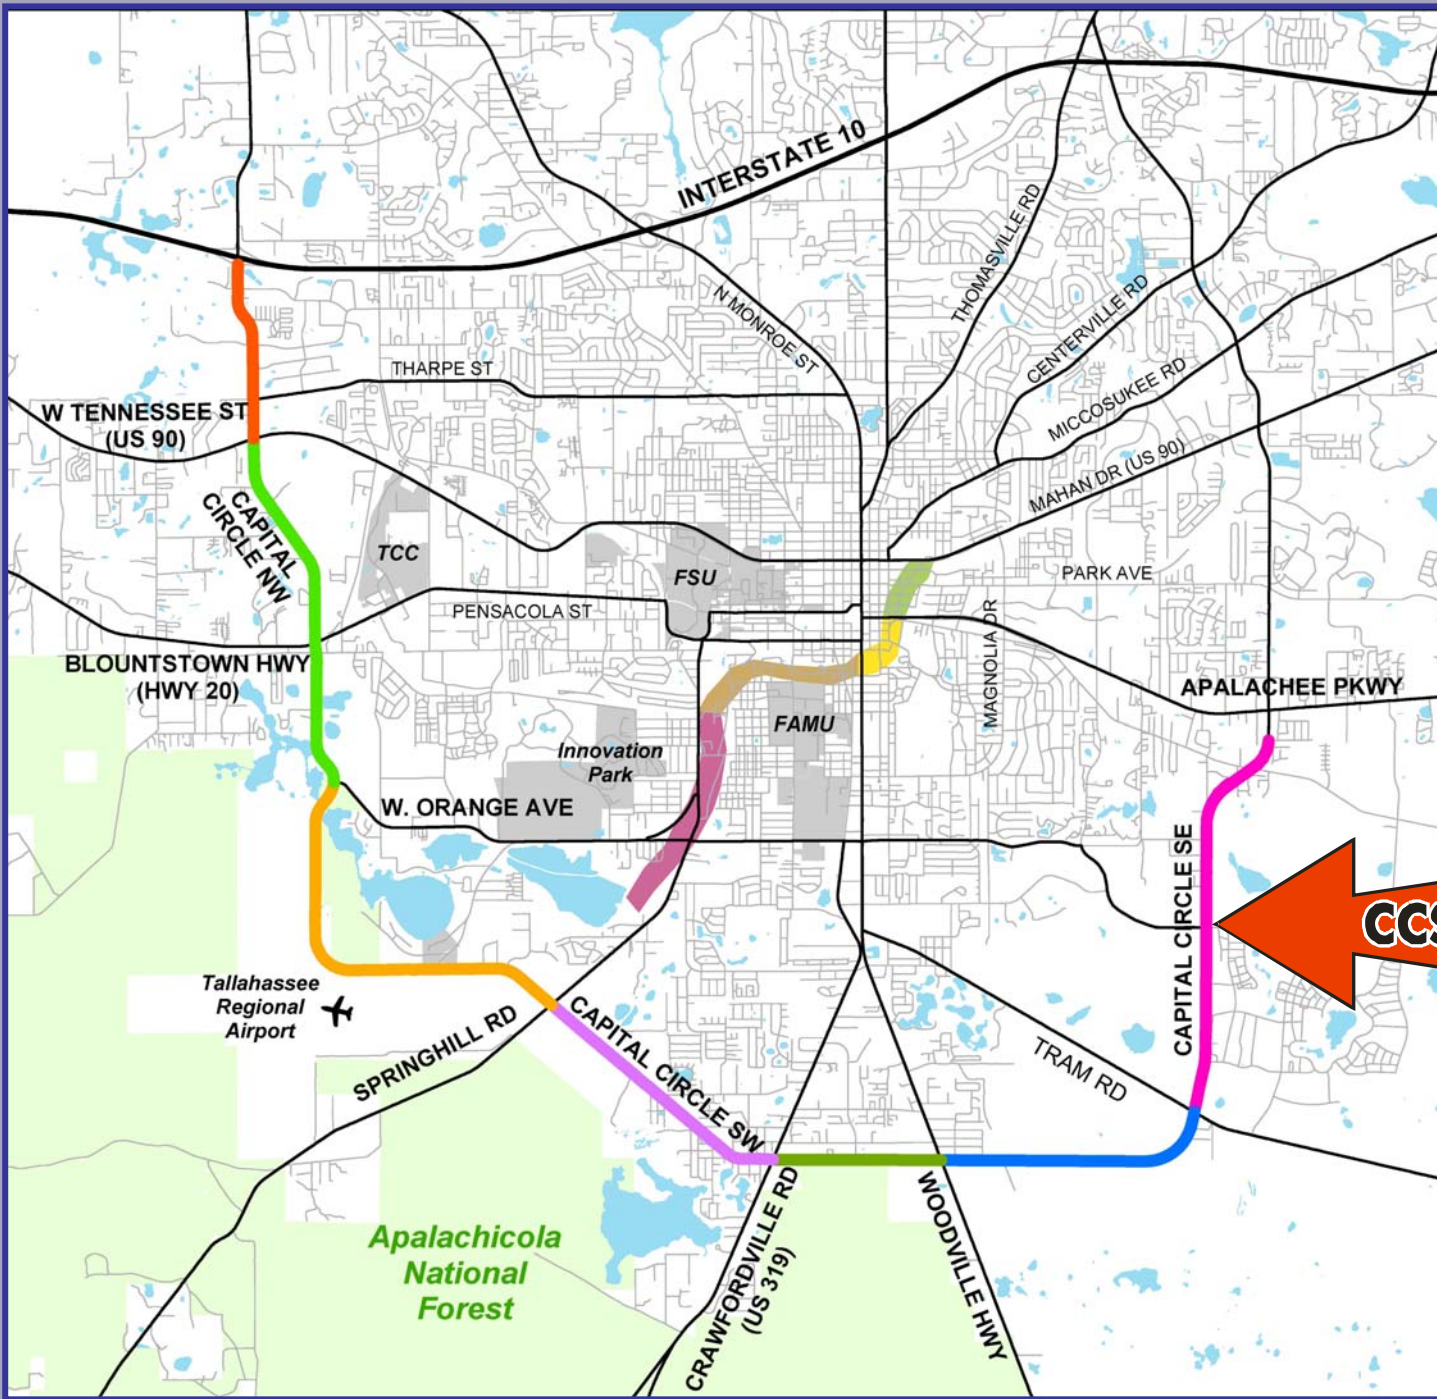 INTERSTATE 10
THOMASVILLE RD
N MONROE ST
CENTERVILLE RD
THARPE ST
MICCOSUKEE RD
W TENNESSEE ST
(US 90)
MAHAN DR (US 90)
CAPITAL
CIRCLE NW
TCC
FSU
PARK AVE
PENSACOLA ST
MAGNOLIA DR
BLOUNTSTOWN HWY
(HWY 20)
APALACHEE PKWY
FAMU
Innovation
Park
W. ORANGE AVE
CAPITAL CIRCLE SE
CCS
Tallahassee
Regional
Airport
SPRINGHILL RD
CAPITAL CIRCLE SW
TRAM RD
CRAWFORDVILLE RD
(US 319)
WOODVILLE HWY
Apalachicola
National
Forest